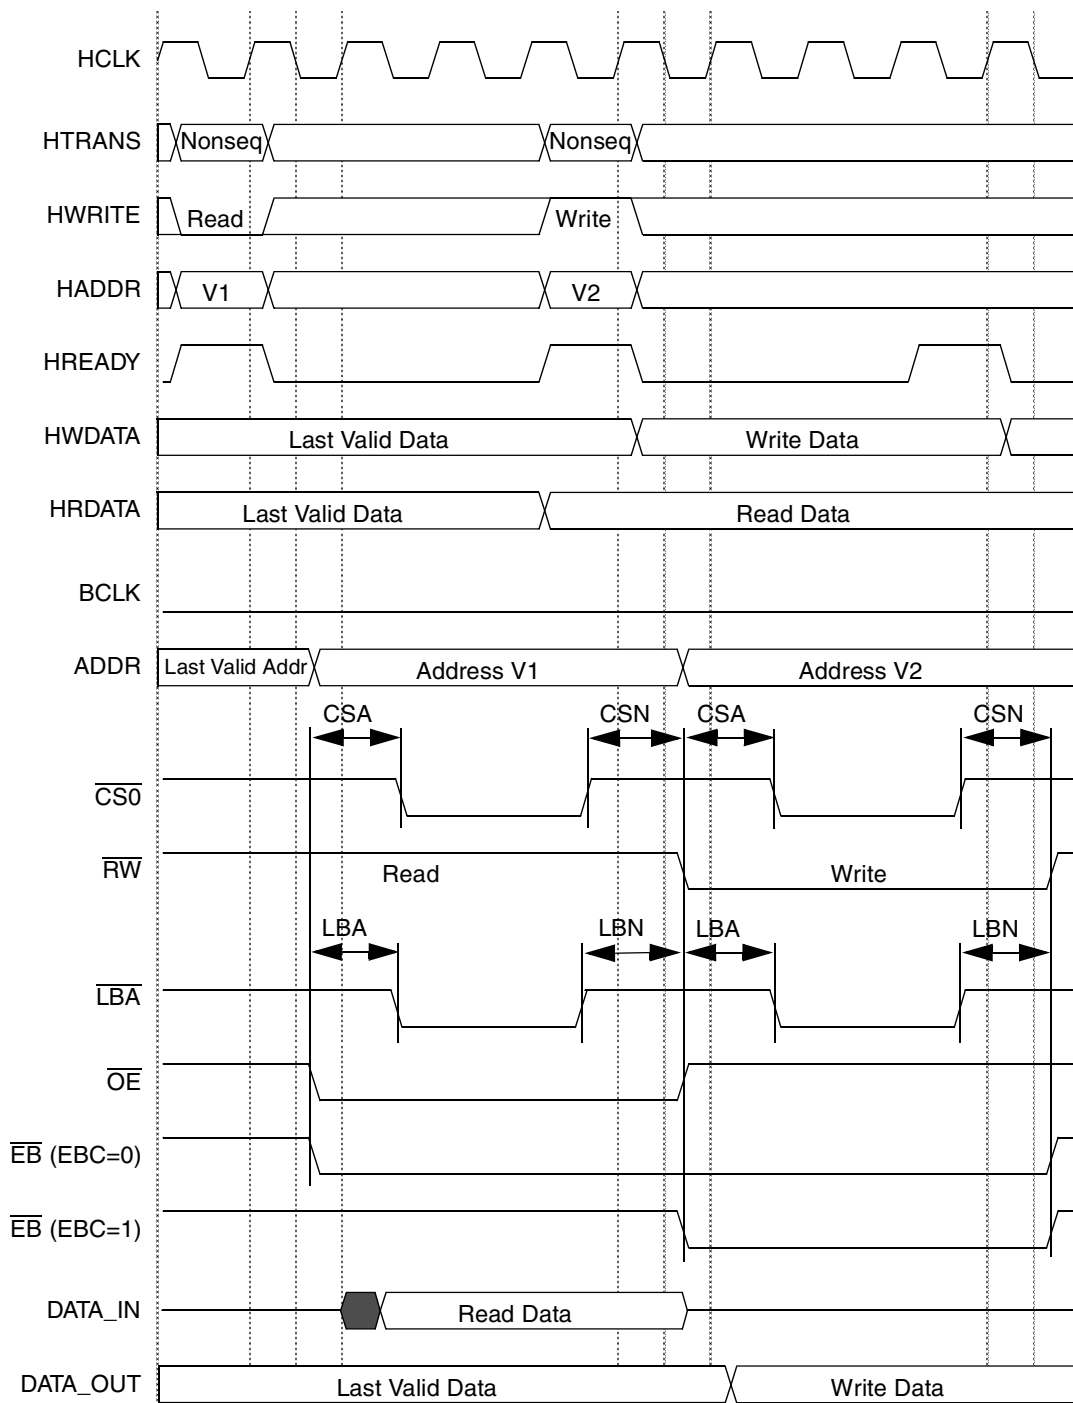 HCLK
HTRANS Nonseq Nonseq
HWRITE Read Write
HADDR V1 V2
HREADY
HWDATA Last Valid Data Write Data
HRDATA Last Valid Data Read Data
BCLK
ADDR Last Valid Addr Address V1 Address V2
CSA CSN CSA CSN
CS0
RW Read Write
LBA LBN LBA LBN
LBA
OE
EB (EBC=0)
EB (EBC=1)
DATA_IN Read Data
DATA_OUT Last Valid Data Write Data